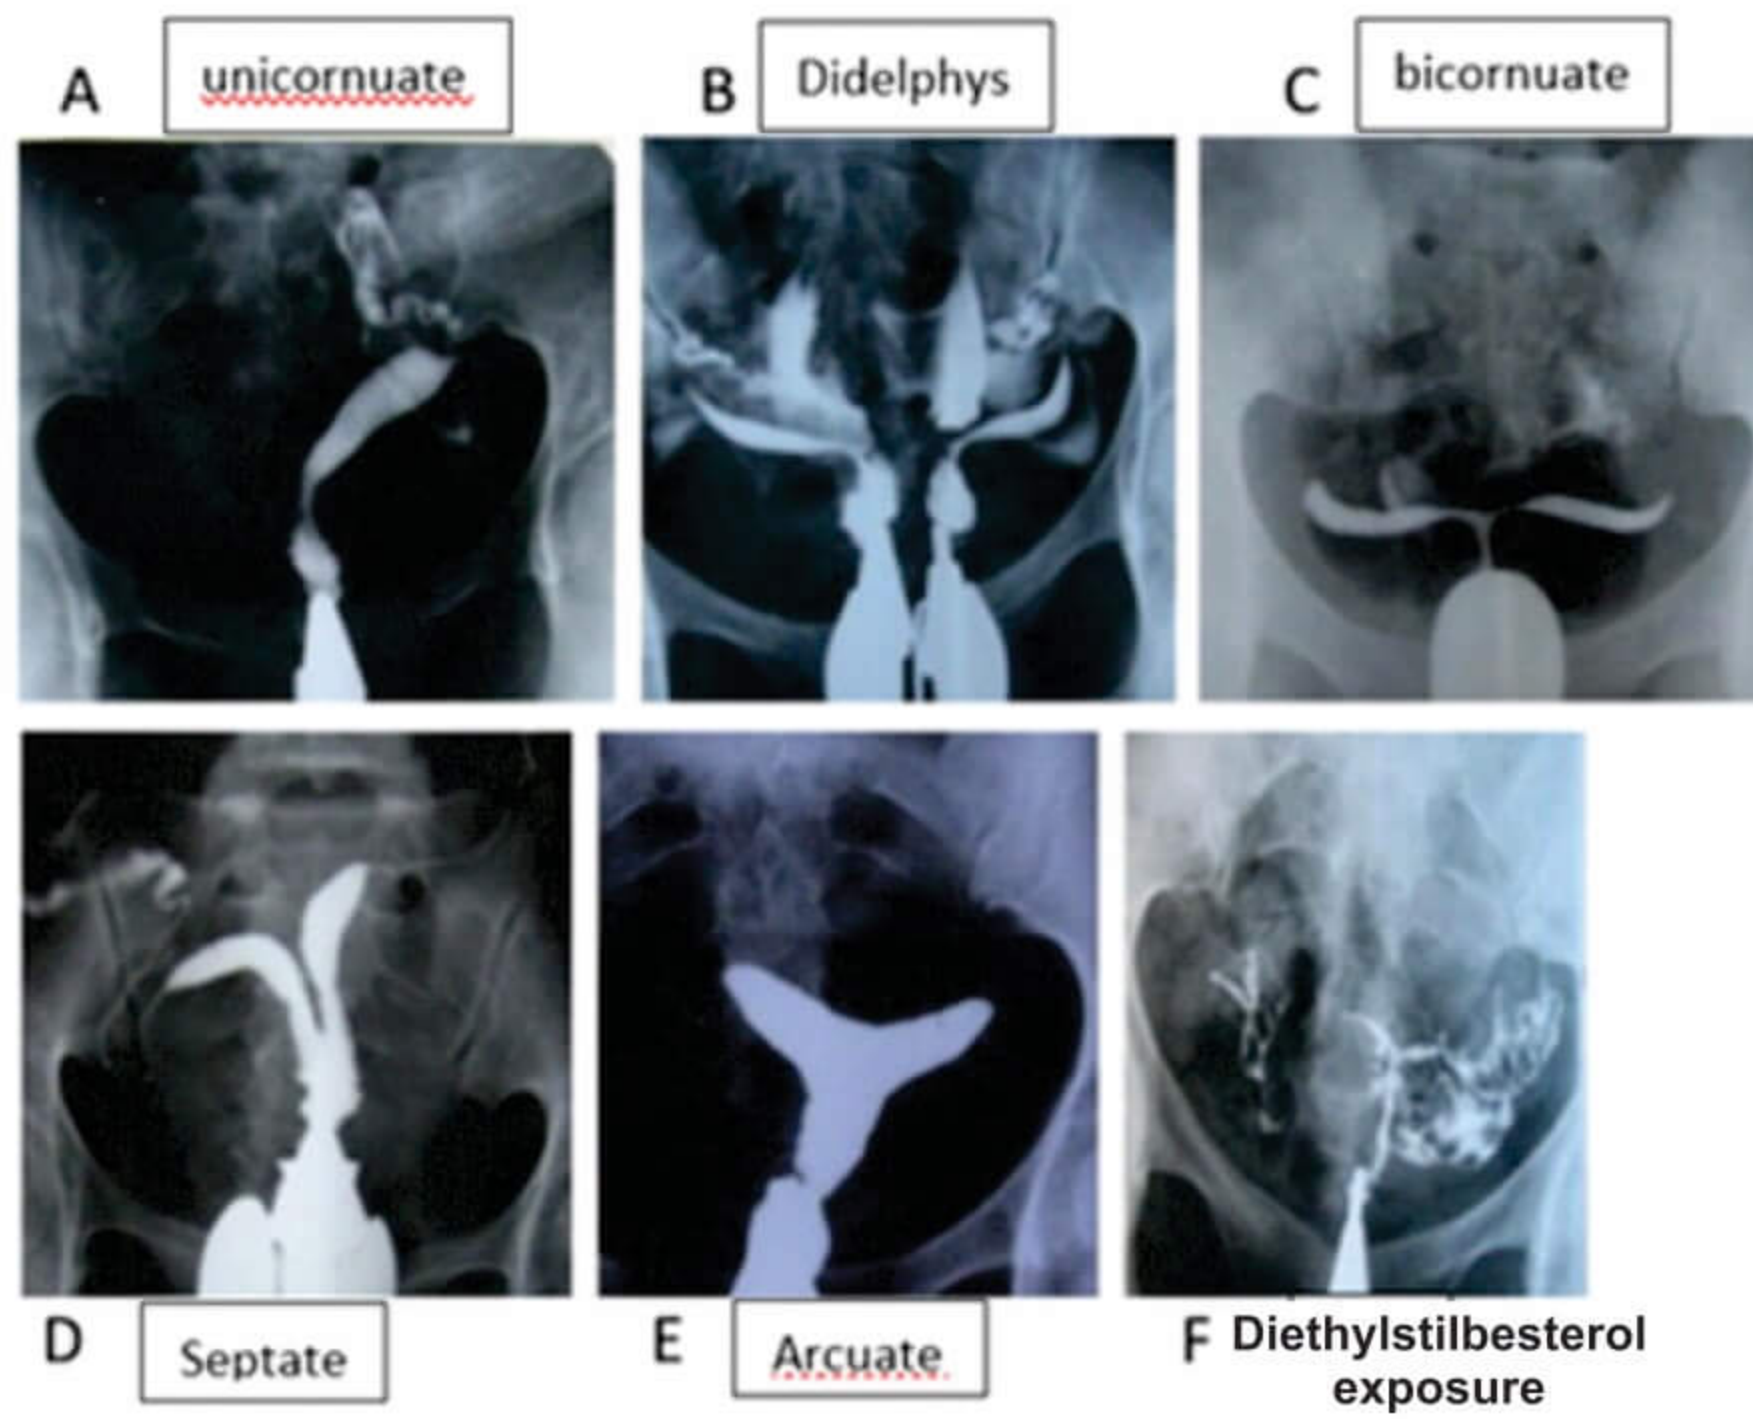 A unicornuate
B Didelphys
C bicornuate
D Septate
E Arcuate
F Diethylstilbesterol
exposure